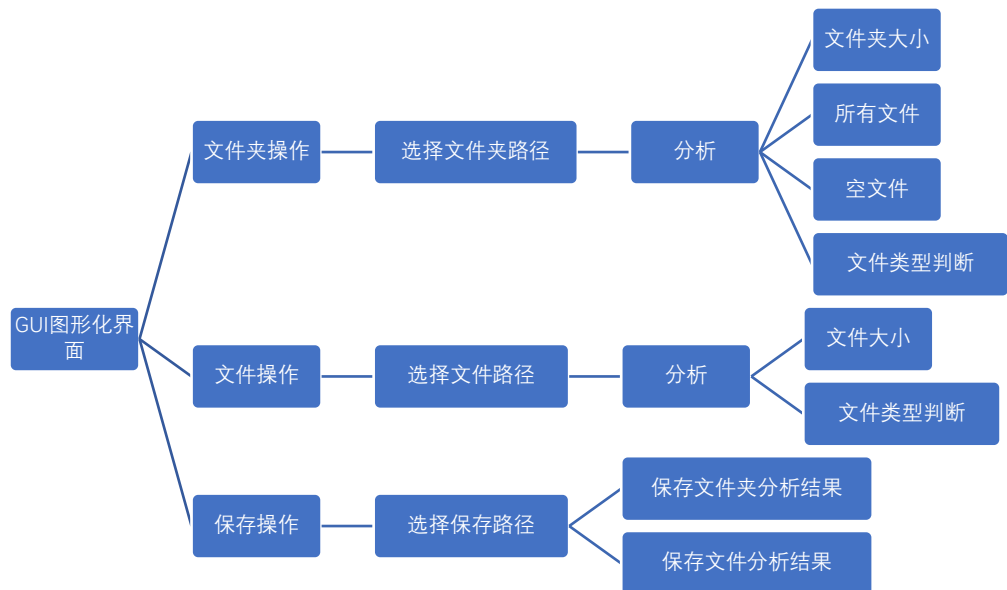 文件夹大小
所有文件
文件夹操作
选择文件夹路径
分析
空文件
文件类型判断
GUI图形化界
面
文件大小
文件操作
选择文件路径
分析
文件类型判断
保存文件夹分析结果
保存操作
选择保存路径
保存文件分析结果